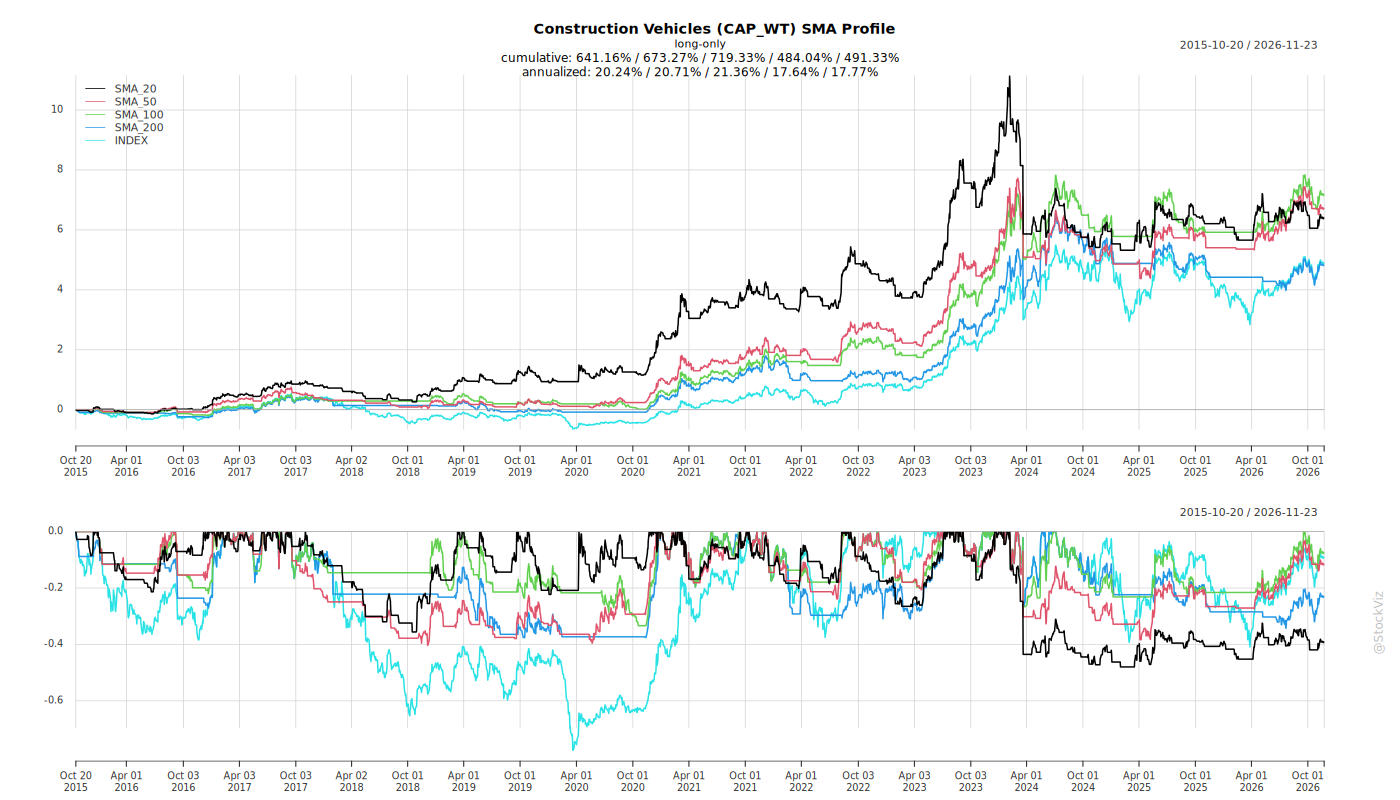 Construction Vehicles (CAP_WT) SMA Profile
long-only
2015-10-20 / 2026-11-23
cumulative: 641.16% / 673.27% / 719.33% / 484.04% / 491.33%
annualized: 20.24% / 20.71% / 21.36% / 17.64% / 17.77%
SMA_20
SMA_50
SMA_100
SMA_200
INDEX
10
8
6
4
2
0
Oct 20 Apr 01 Oct 03 Apr 03 Oct 03 Apr 02 Oct 01 Apr 01 Oct 01 Apr 01 Oct 01 Apr 01 Oct 01 Apr 01 Oct 03 Apr 03 Oct 03 Apr 01 Oct 01 Apr 01 Oct 01 Apr 01 Oct 01
2015 2016 2016 2017 2017 2018 2018 2019 2019 2020 2020 2021 2021 2022 2022 2023 2023 2024 2024 2025 2025 2026 2026
2015-10-20 / 2026-11-23
0.0
-0.2
-0.4
-0.6
Oct 20 Apr 01 Oct 03 Apr 03 Oct 03 Apr 02 Oct 01 Apr 01 Oct 01 Apr 01 Oct 01 Apr 01 Oct 01 Apr 01 Oct 03 Apr 03 Oct 03 Apr 01 Oct 01 Apr 01 Oct 01 Apr 01 Oct 01
2015 2016 2016 2017 2017 2018 2018 2019 2019 2020 2020 2021 2021 2022 2022 2023 2023 2024 2024 2025 2025 2026 2026
@StockViz